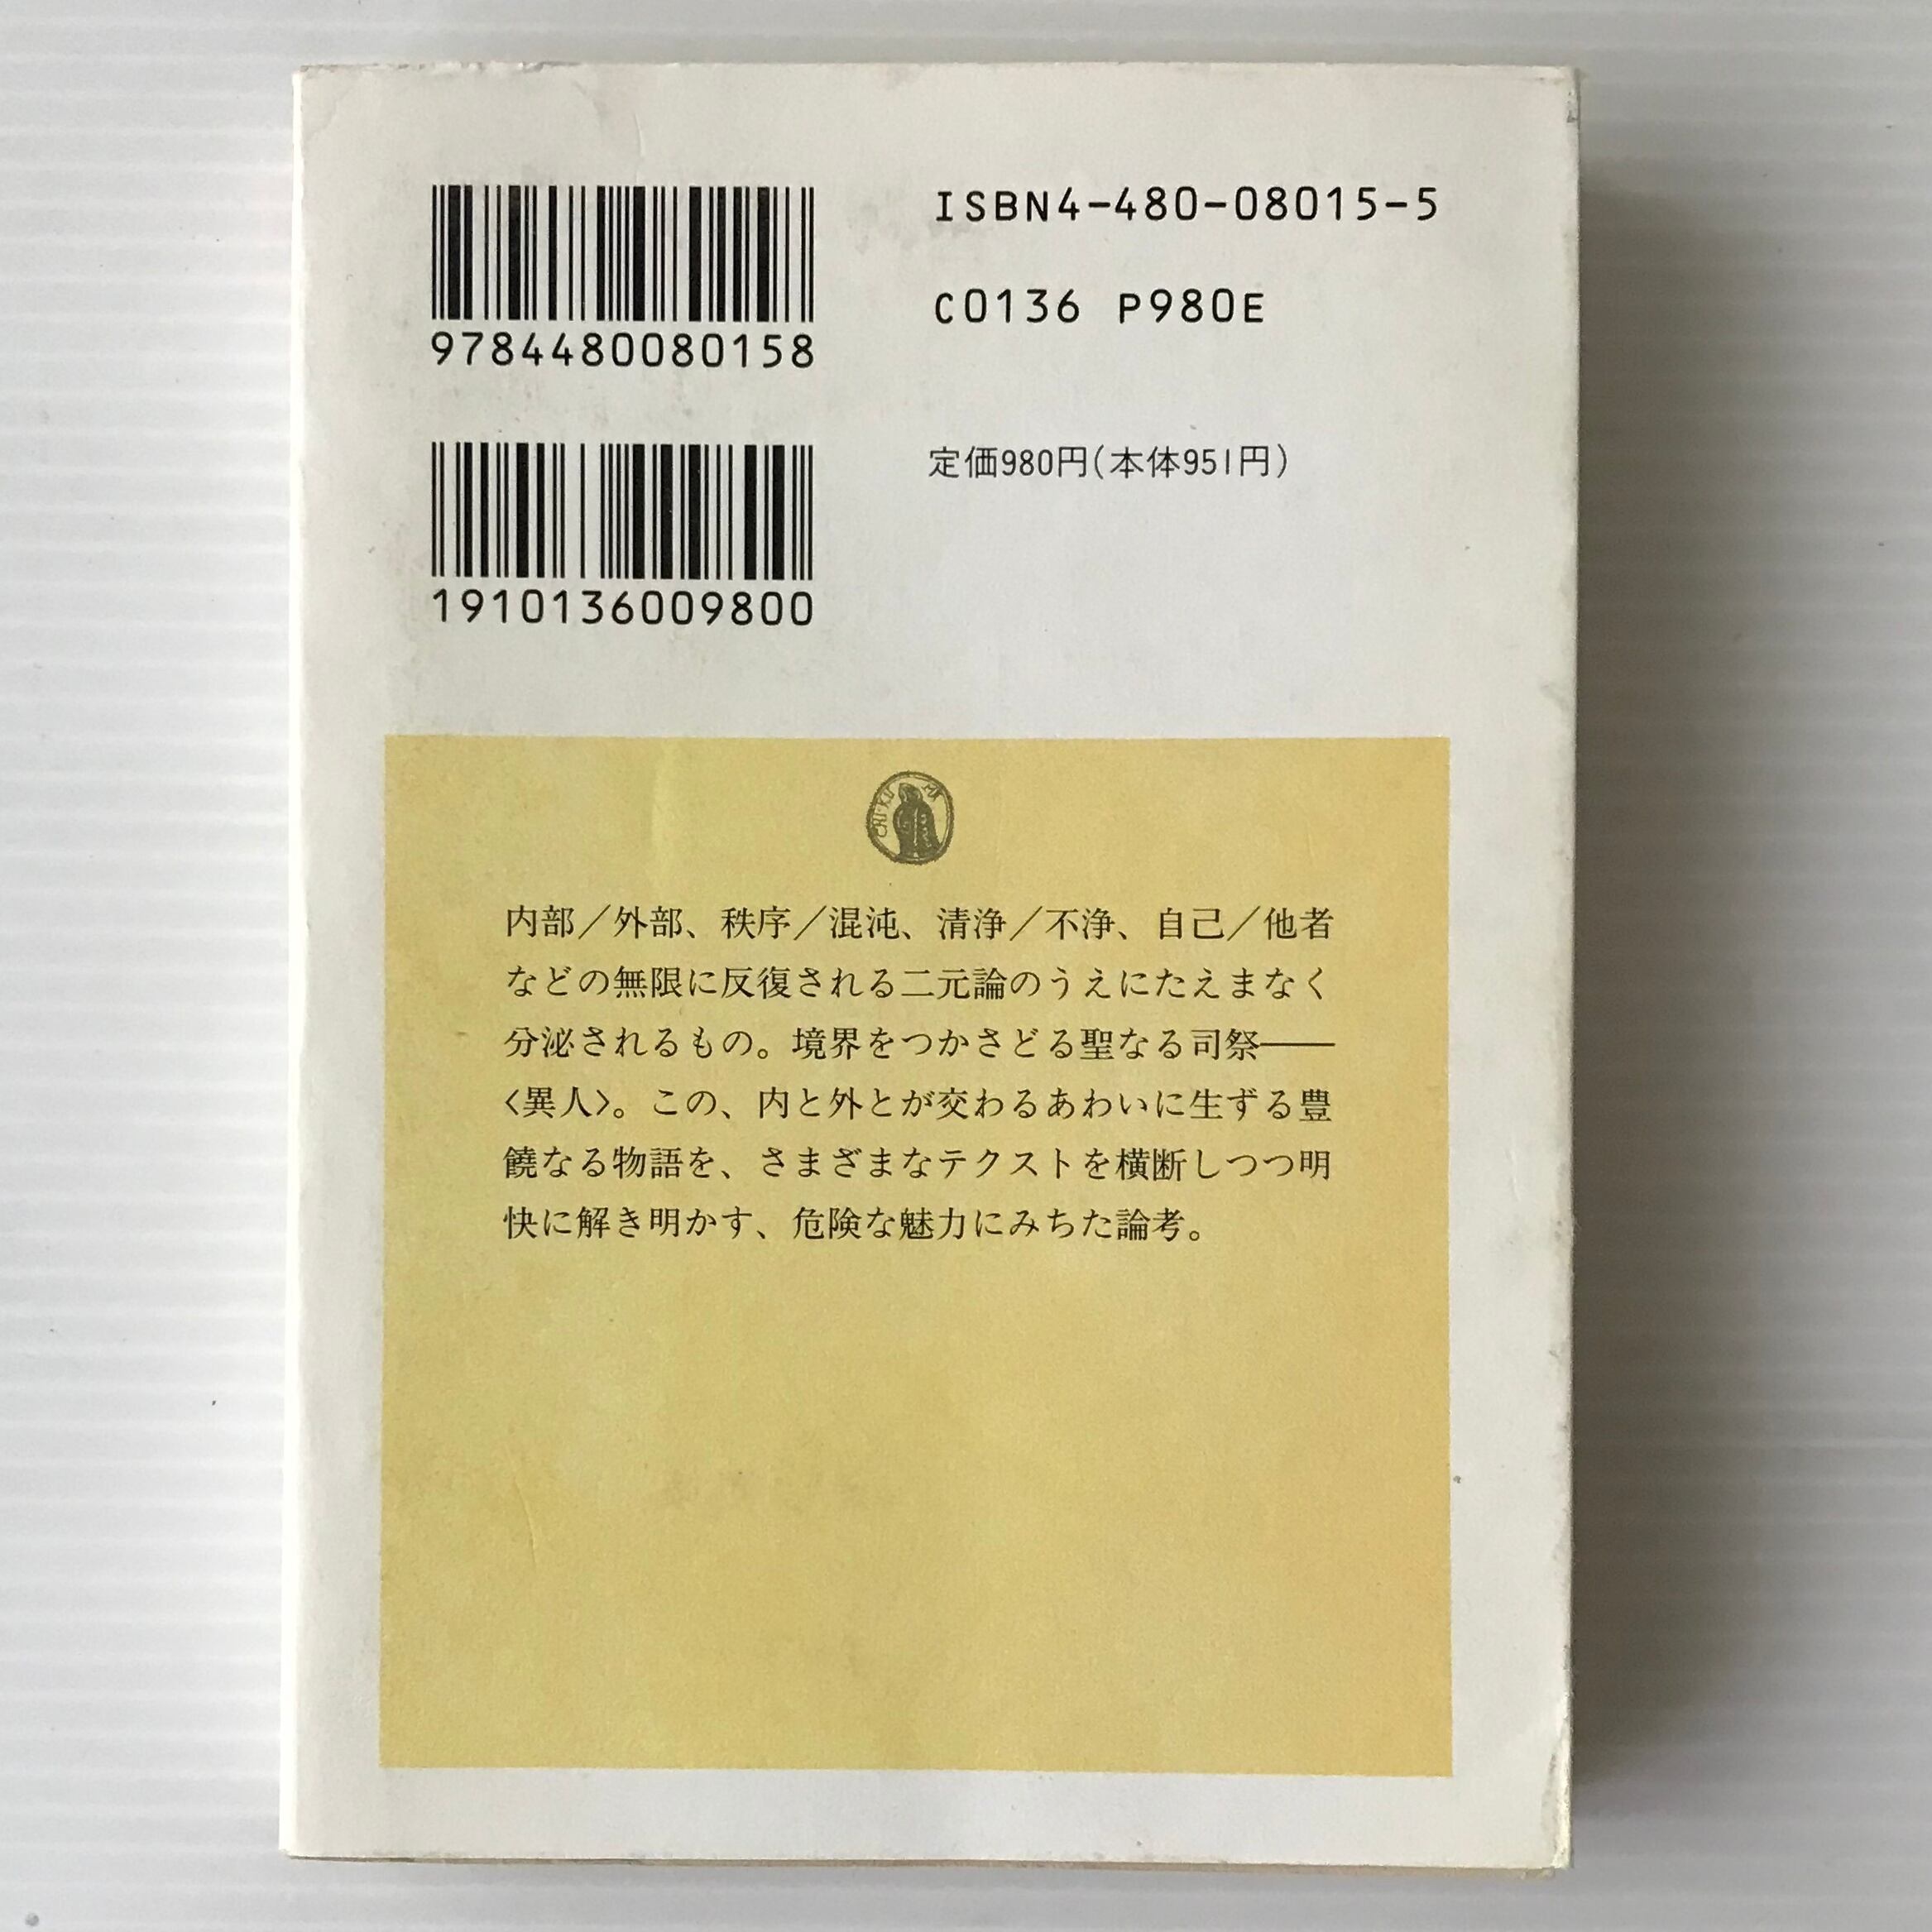 ISBN4-480-08015-5
C0136 P980E
9784480080158
定価980円(本体951円)
1910136009800
CHI・KU MA
内部／外部、秩序／混沌、清浄／不浄、自己／他者
などの無限に反復される二元論のうえにたえまなく
分泌されるもの。境界をつかさどる聖なる司祭——
〈異人〉。この、内と外とが交わるあわいに生ずる豊
饒なる物語を、さまざまなテクストを横断しつつ明
快に解き明かす、危険な魅力にみちた論考。